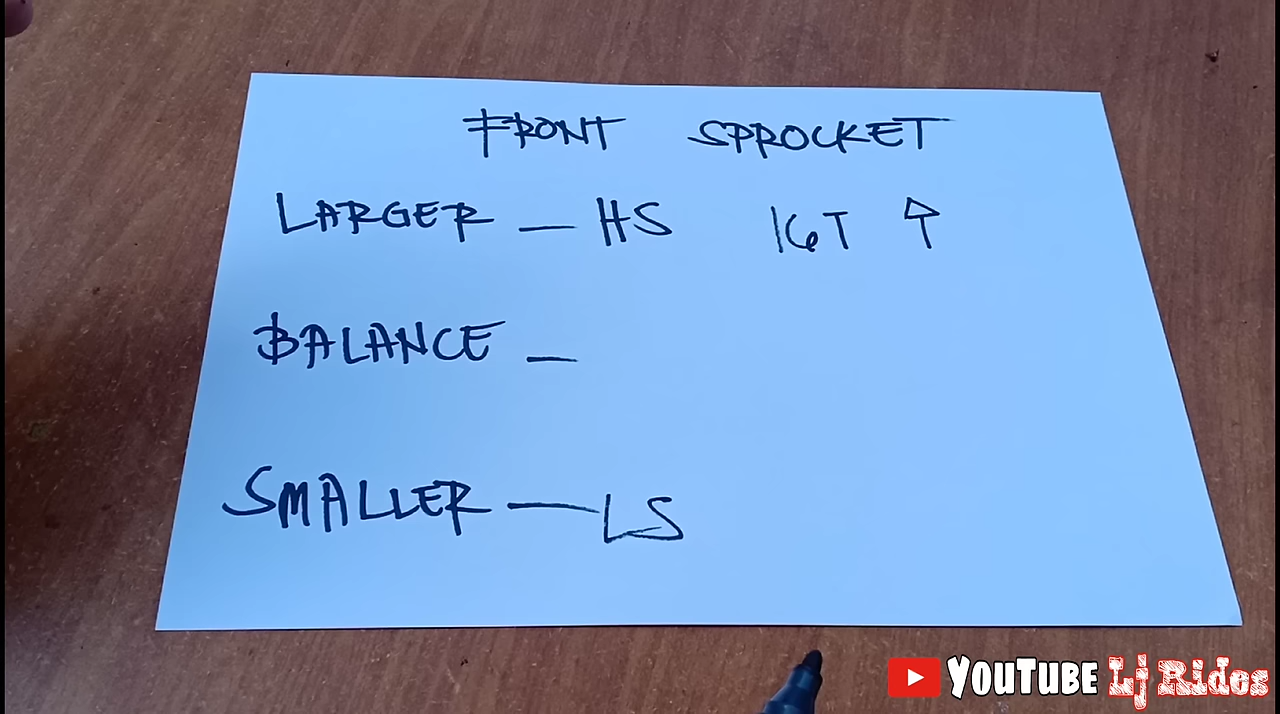 FRONT SPROCKET
LARGER — HS 16T ↑
BALANCE —
SMALLER — LS
YOUTUBE Lj Rides